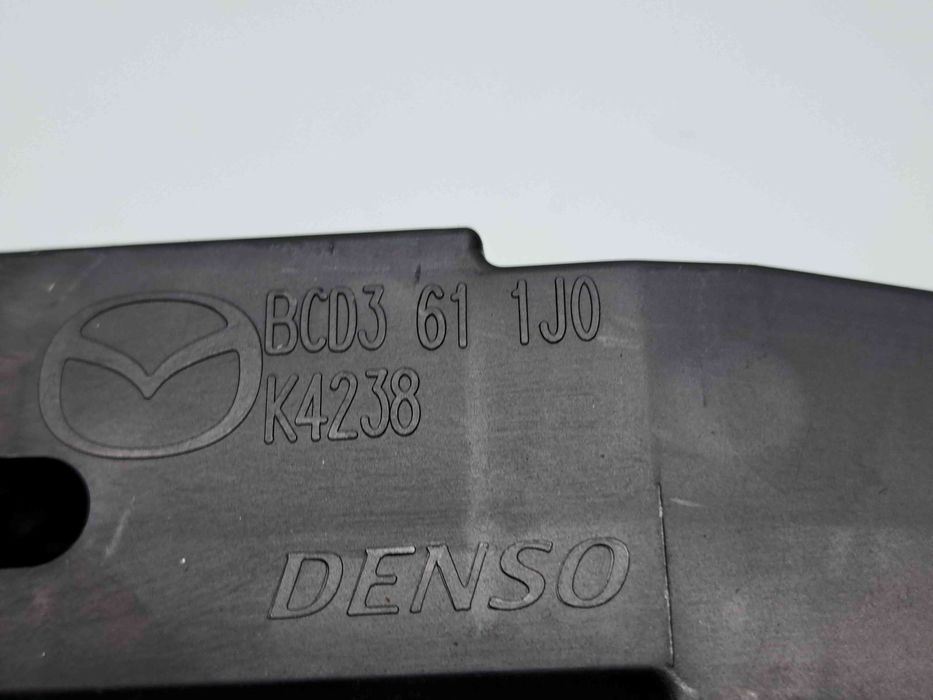 BCD3 61 1J0
K4238
DENSO